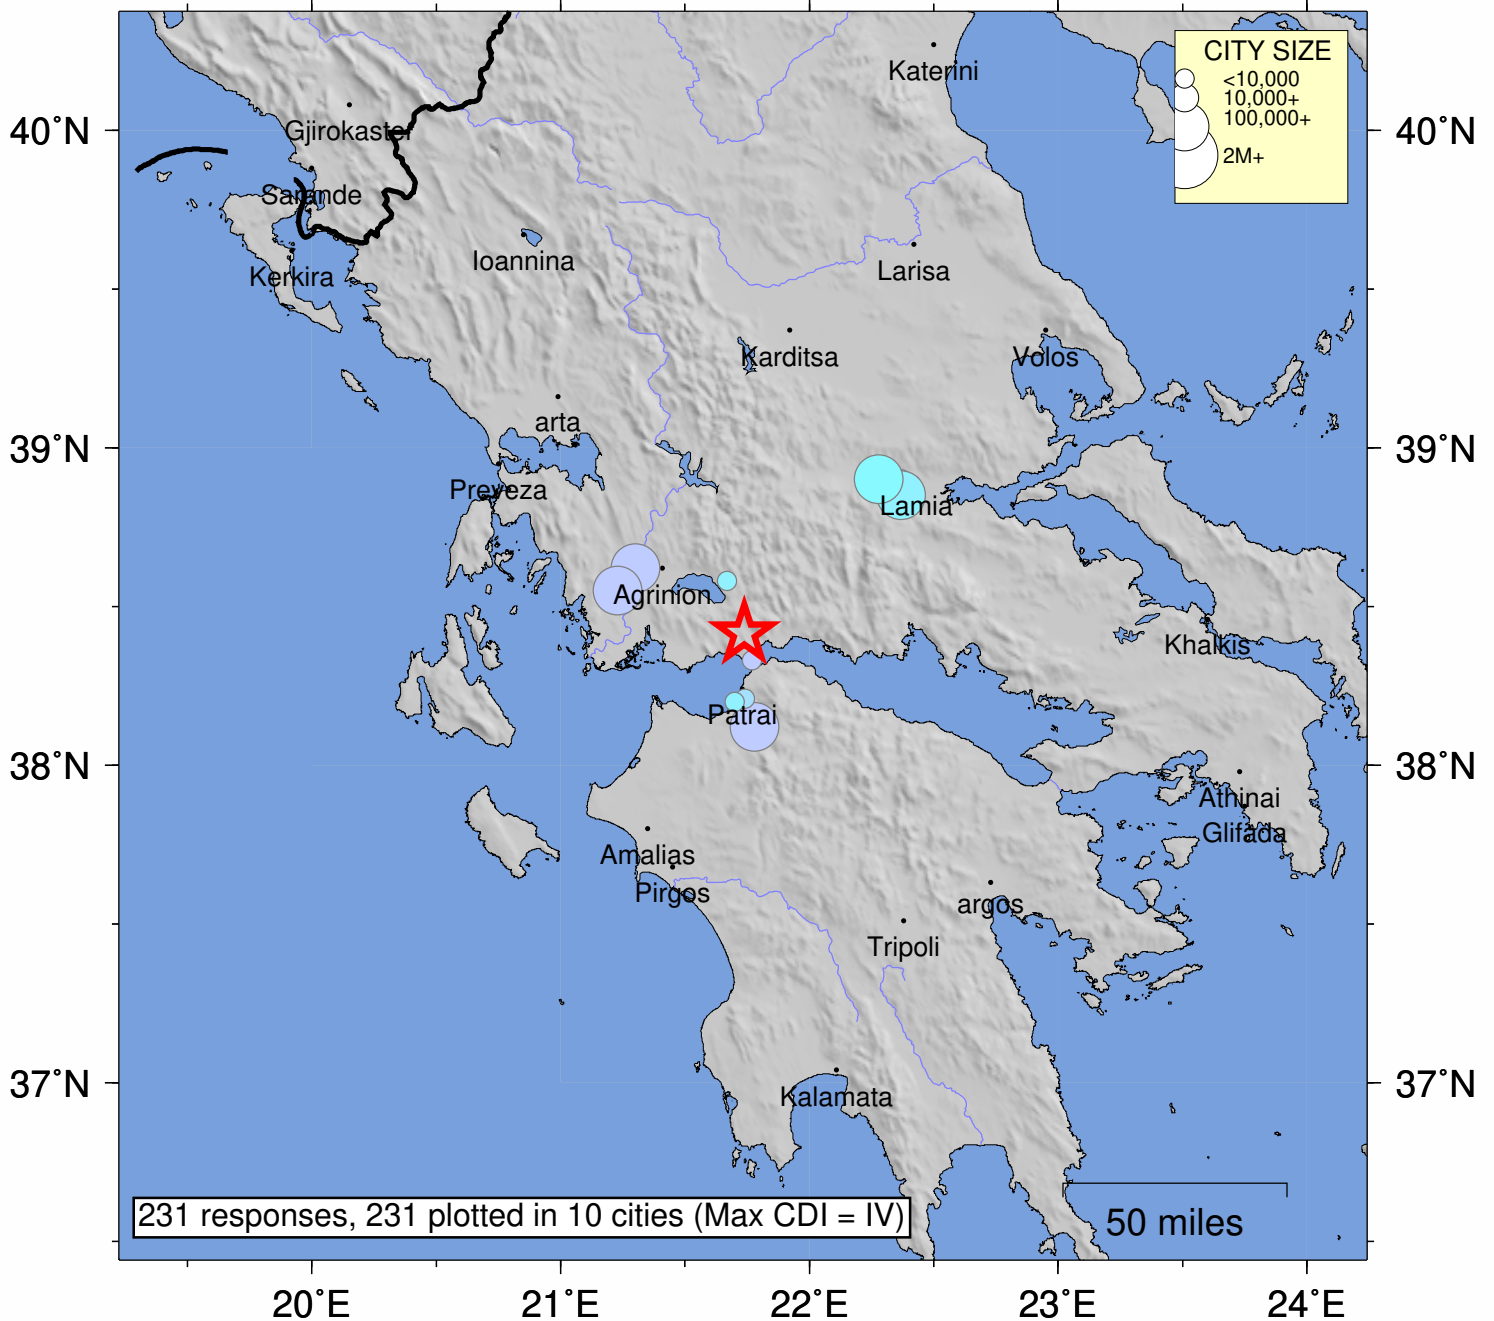 CITY SIZE
<10,000
10,000+
100,000+
2M+
Katerini
40˚N
40˚N
Gjirokaster
Sarande
Ioannina
Kerkira
Larisa
Karditsa
Volos
arta
39˚N
39˚N
Preveza
Lamia
Agrinion
Khalkis
Patrai
38˚N
38˚N
Athinai
Glifada
Amalias
Pirgos
argos
Tripoli
37˚N
37˚N
Kalamata
231 responses, 231 plotted in 10 cities (Max CDI = IV)
50 miles
20˚E
21˚E
22˚E
23˚E
24˚E